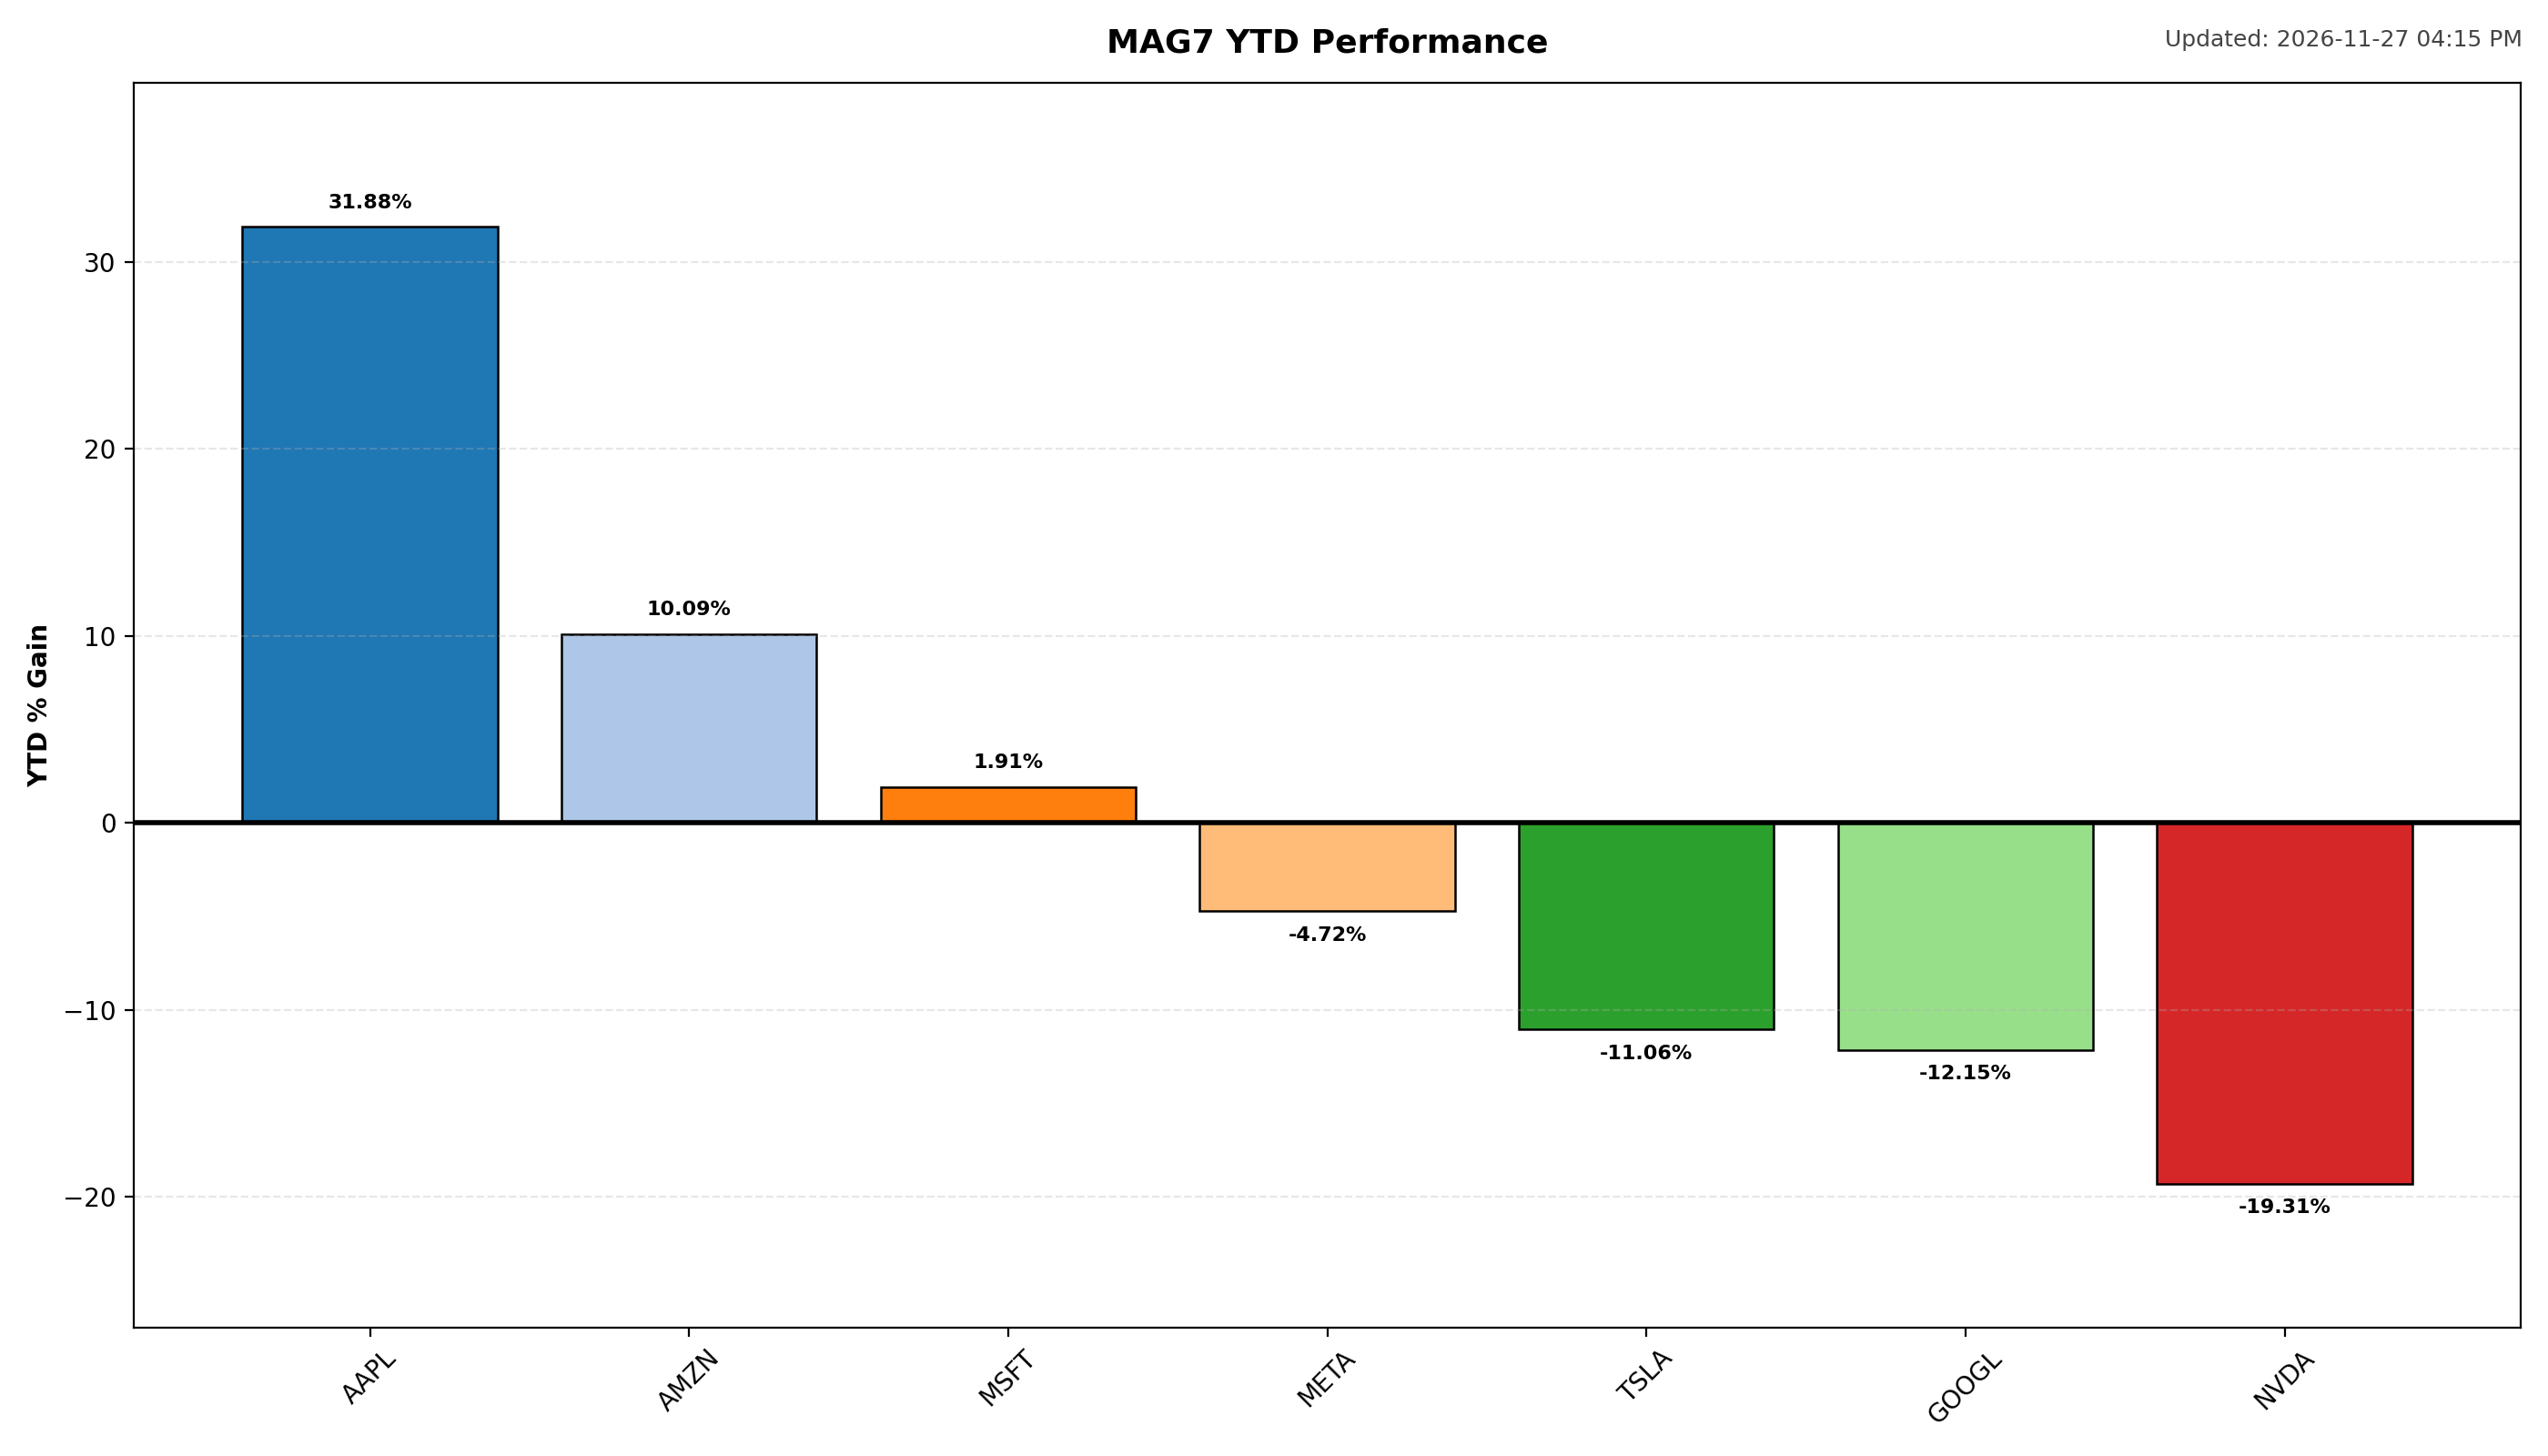 MAG7 YTD Performance
Updated: 2026-11-27 04:15 PM
YTD % Gain
30
20
10
0
−10
−20
31.88%
10.09%
1.91%
-4.72%
-11.06%
-12.15%
-19.31%
AAPL
AMZN
MSFT
META
TSLA
GOOGL
NVDA